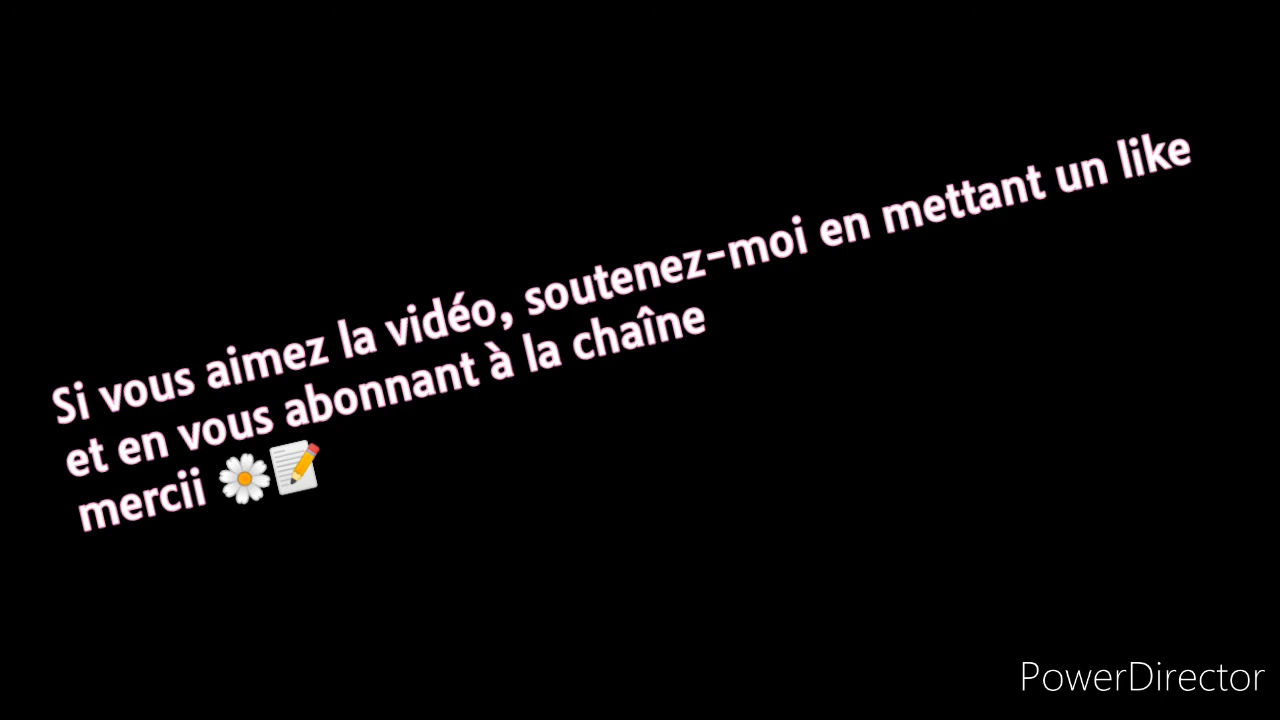 Si vous aimez la vidéo, soutenez-moi en mettant un like
et en vous abonnant à la chaîne
mercii 🌼📝
PowerDirector